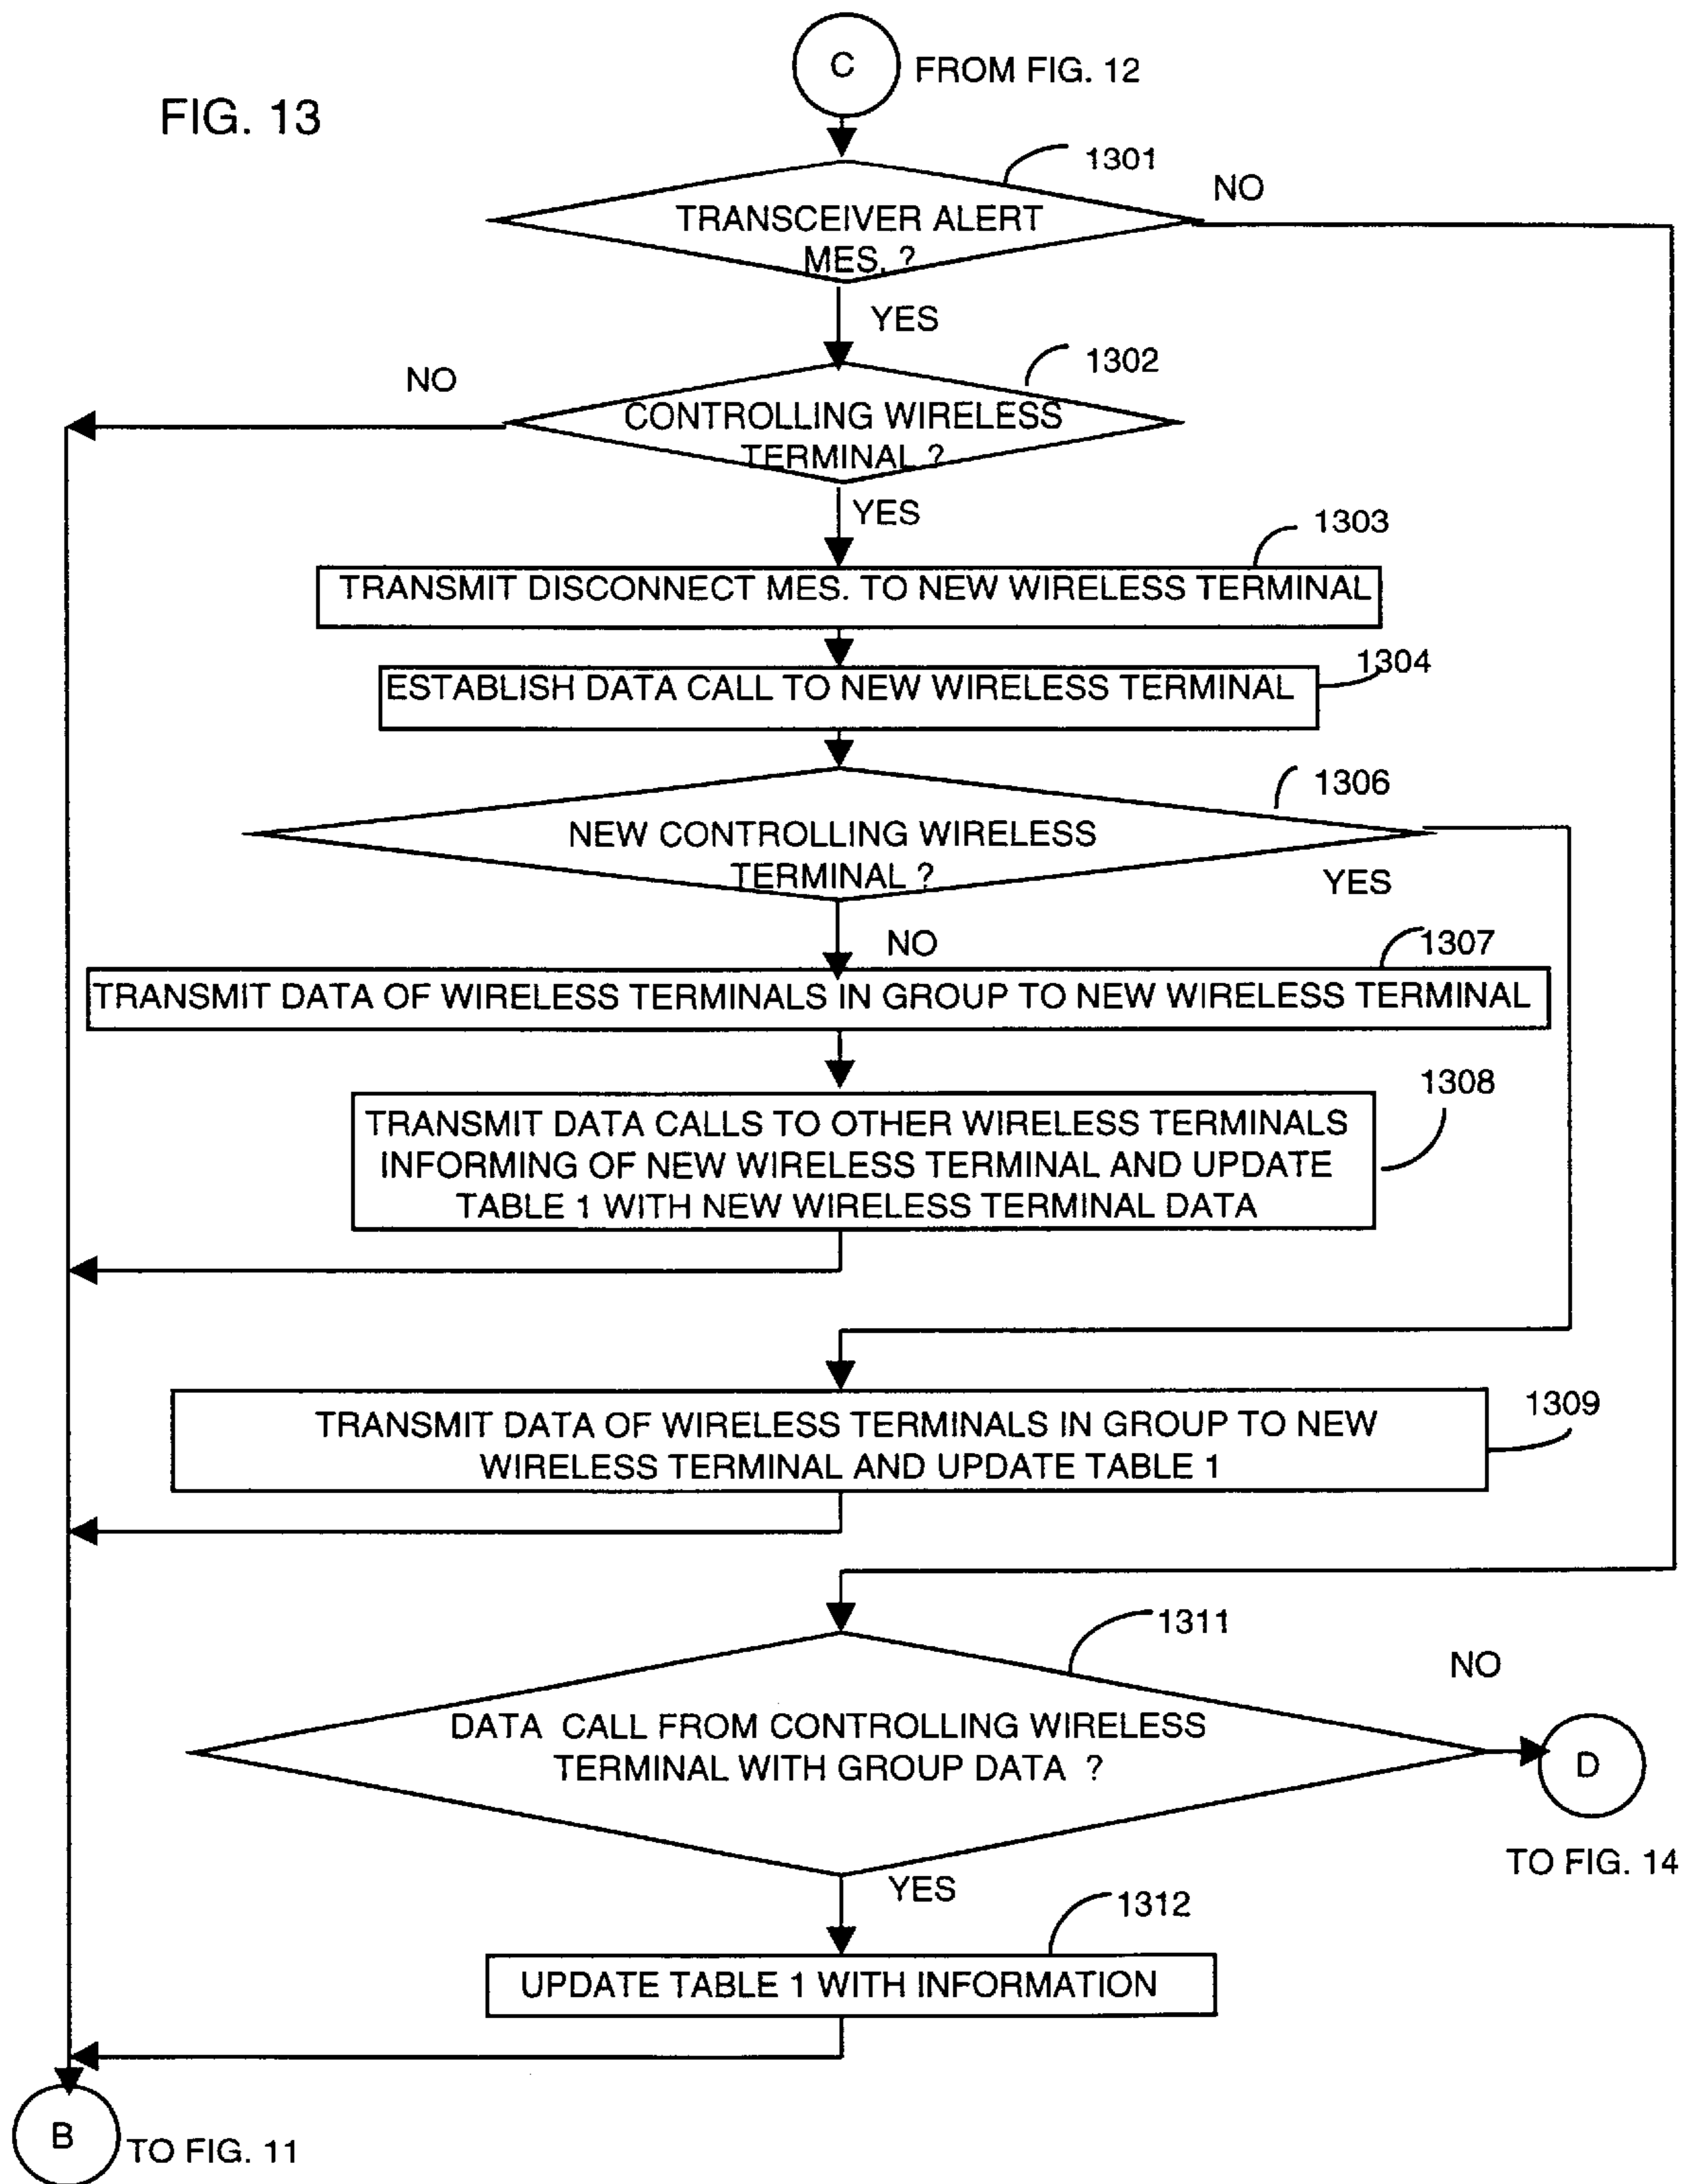 C
FROM FIG. 12
FIG. 13
1301
NO
TRANSCEIVER ALERT
MES. ?
YES
1302
NO
CONTROLLING WIRELESS
TERMINAL ?
YES
1303
TRANSMIT DISCONNECT MES. TO NEW WIRELESS TERMINAL
1304
ESTABLISH DATA CALL TO NEW WIRELESS TERMINAL
1306
NEW CONTROLLING WIRELESS
TERMINAL ?
YES
NO
1307
TRANSMIT DATA OF WIRELESS TERMINALS IN GROUP TO NEW WIRELESS TERMINAL
1308
TRANSMIT DATA CALLS TO OTHER WIRELESS TERMINALS
INFORMING OF NEW WIRELESS TERMINAL AND UPDATE
TABLE 1 WITH NEW WIRELESS TERMINAL DATA
1309
TRANSMIT DATA OF WIRELESS TERMINALS IN GROUP TO NEW
WIRELESS TERMINAL AND UPDATE TABLE 1
1311
NO
DATA CALL FROM CONTROLLING WIRELESS
TERMINAL WITH GROUP DATA ?
D
TO FIG. 14
YES
1312
UPDATE TABLE 1 WITH INFORMATION
B
TO FIG. 11